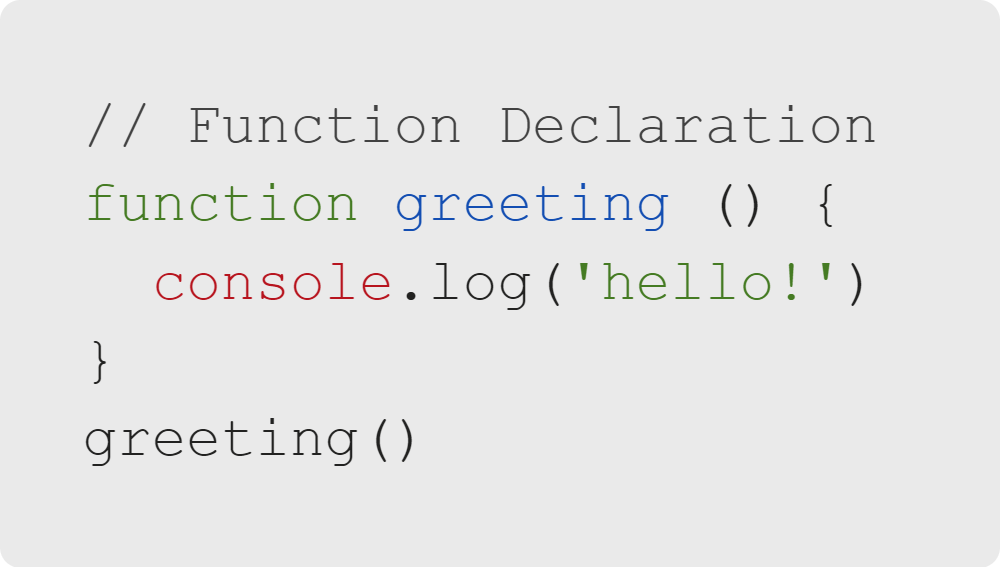 // Function Declaration
function greeting () {
  console.log('hello!')
}
greeting()